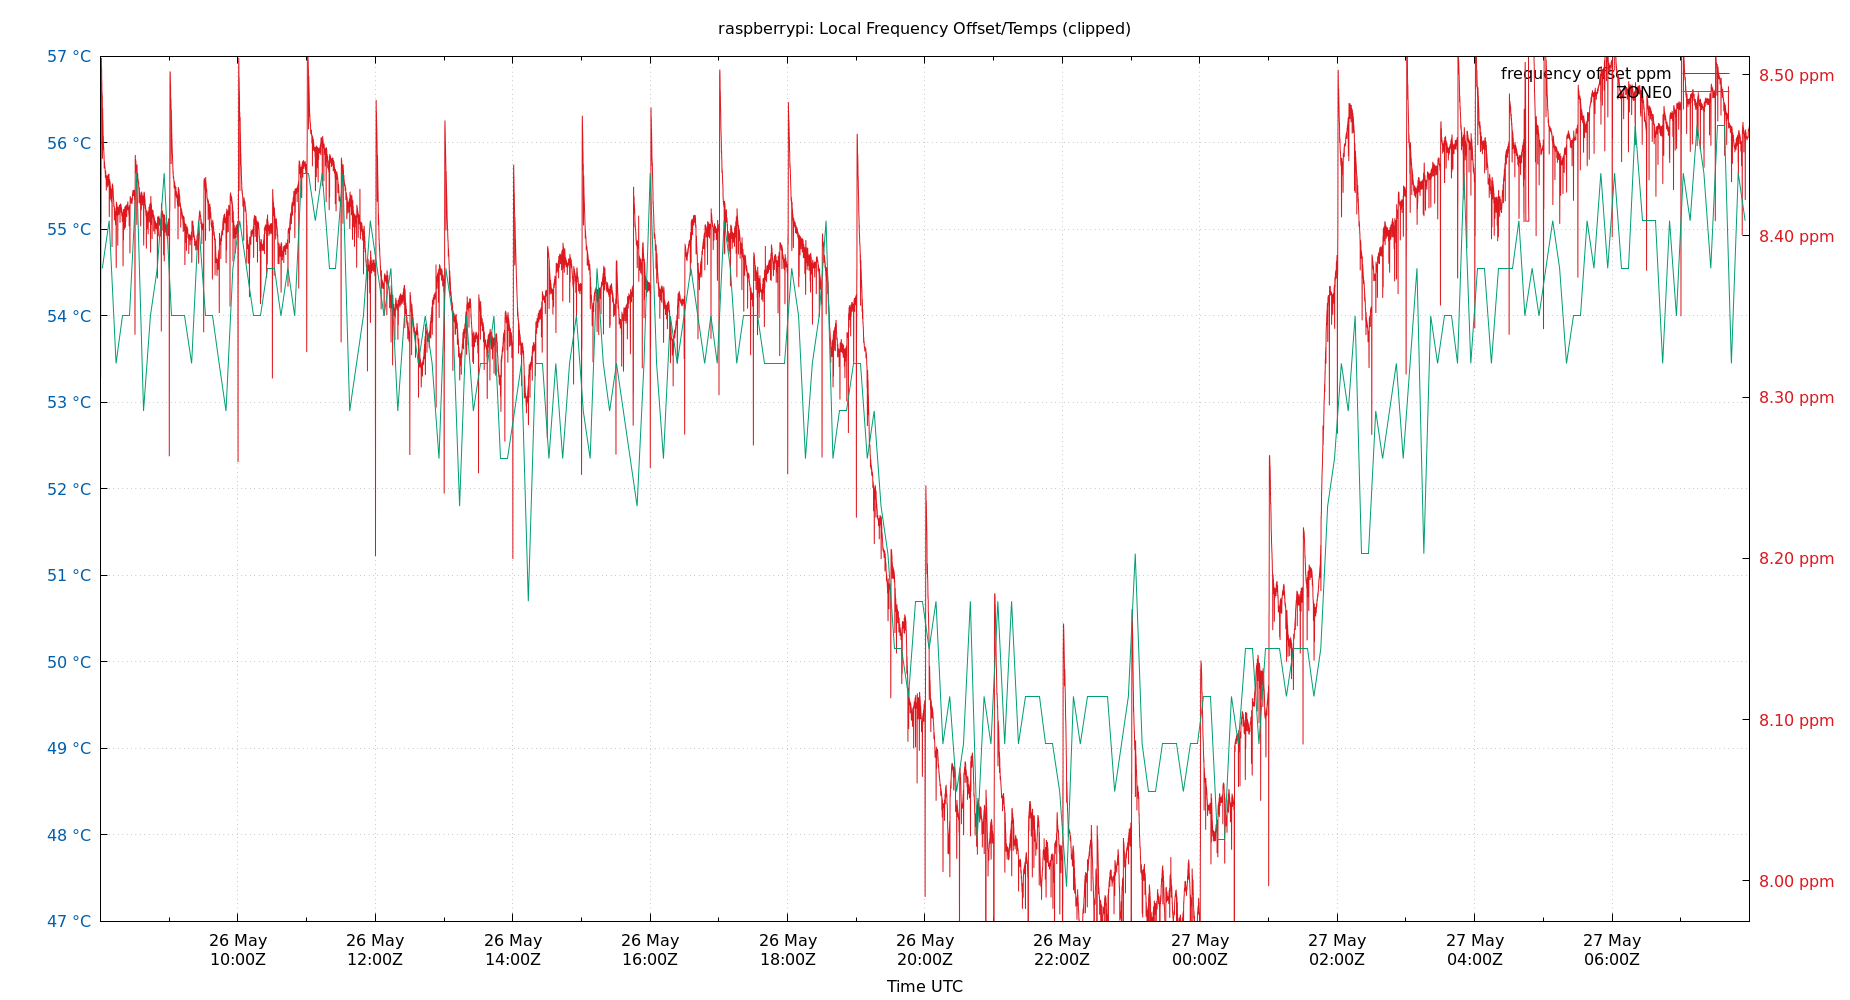 raspberrypi: Local Frequency Offset/Temps (clipped)
57 °C
56 °C
55 °C
54 °C
53 °C
52 °C
51 °C
50 °C
49 °C
48 °C
47 °C
frequency offset ppm
ZONE0
8.50 ppm
8.40 ppm
8.30 ppm
8.20 ppm
8.10 ppm
8.00 ppm
26 May 26 May 26 May 26 May 26 May 26 May 26 May 27 May 27 May 27 May 27 May
10:00Z 12:00Z 14:00Z 16:00Z 18:00Z 20:00Z 22:00Z 00:00Z 02:00Z 04:00Z 06:00Z
Time UTC